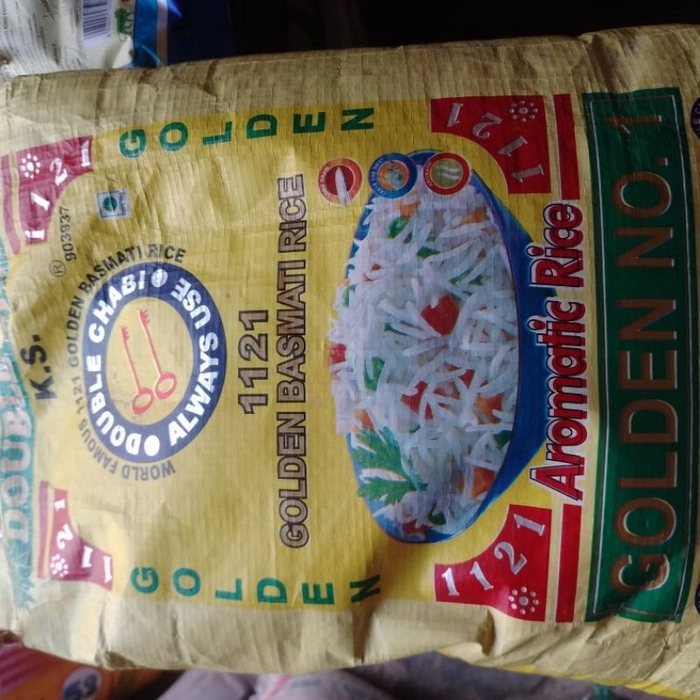 DOUBLE
K.S.
® 903937
WORLD FAMOUS 1121 GOLDEN BASMATI RICE
DOUBLE CHABI
ALWAYS USE
1121
1121
GOLDEN
GOLDEN
1121
GOLDEN BASMATI RICE
1121
1121
Aromatic Rice
GOLDEN NO. 1